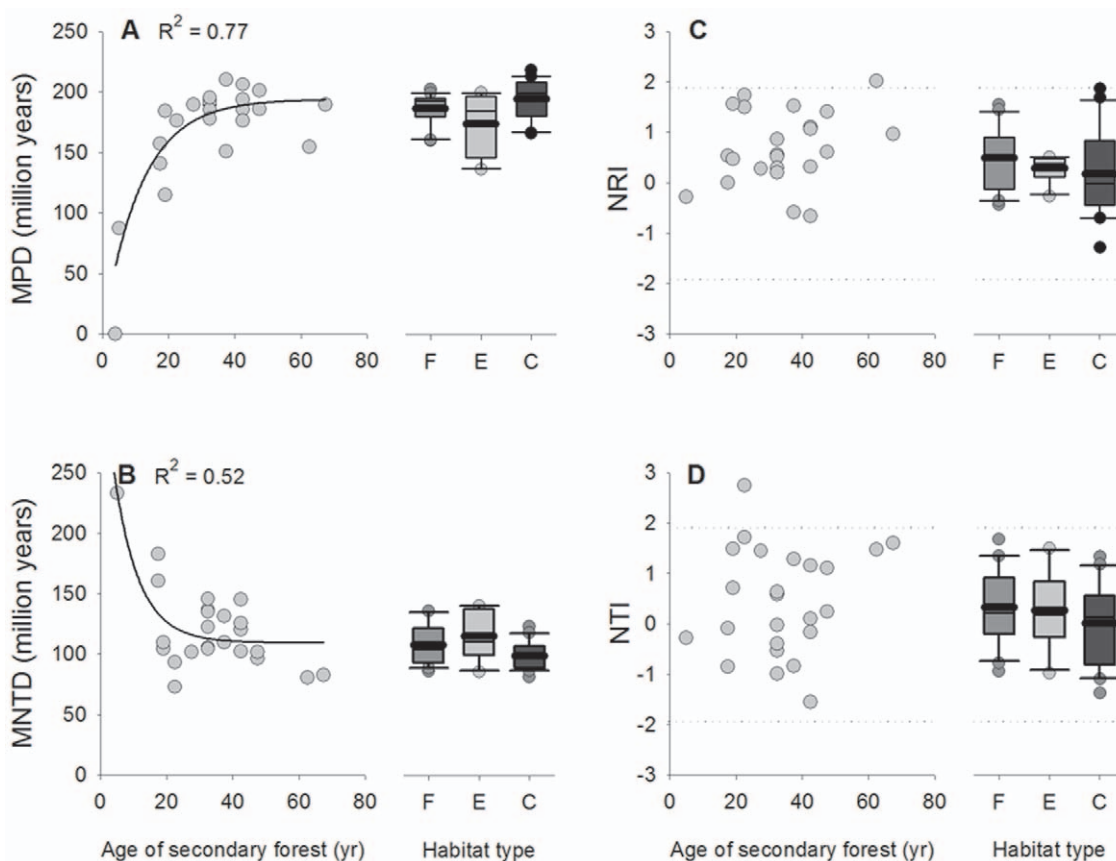 A R² = 0.77
MPD (million years)
250
200
150
100
50
0
0 20 40 60 80
F E C
C
NRI
3
2
1
0
-1
-2
-3
0 20 40 60 80
F E C
B R² = 0.52
MNTD (million years)
250
200
150
100
50
0
0 20 40 60 80
F E C
Age of secondary forest (yr) Habitat type
D
NTI
3
2
1
0
-1
-2
-3
0 20 40 60 80
F E C
Age of secondary forest (yr) Habitat type